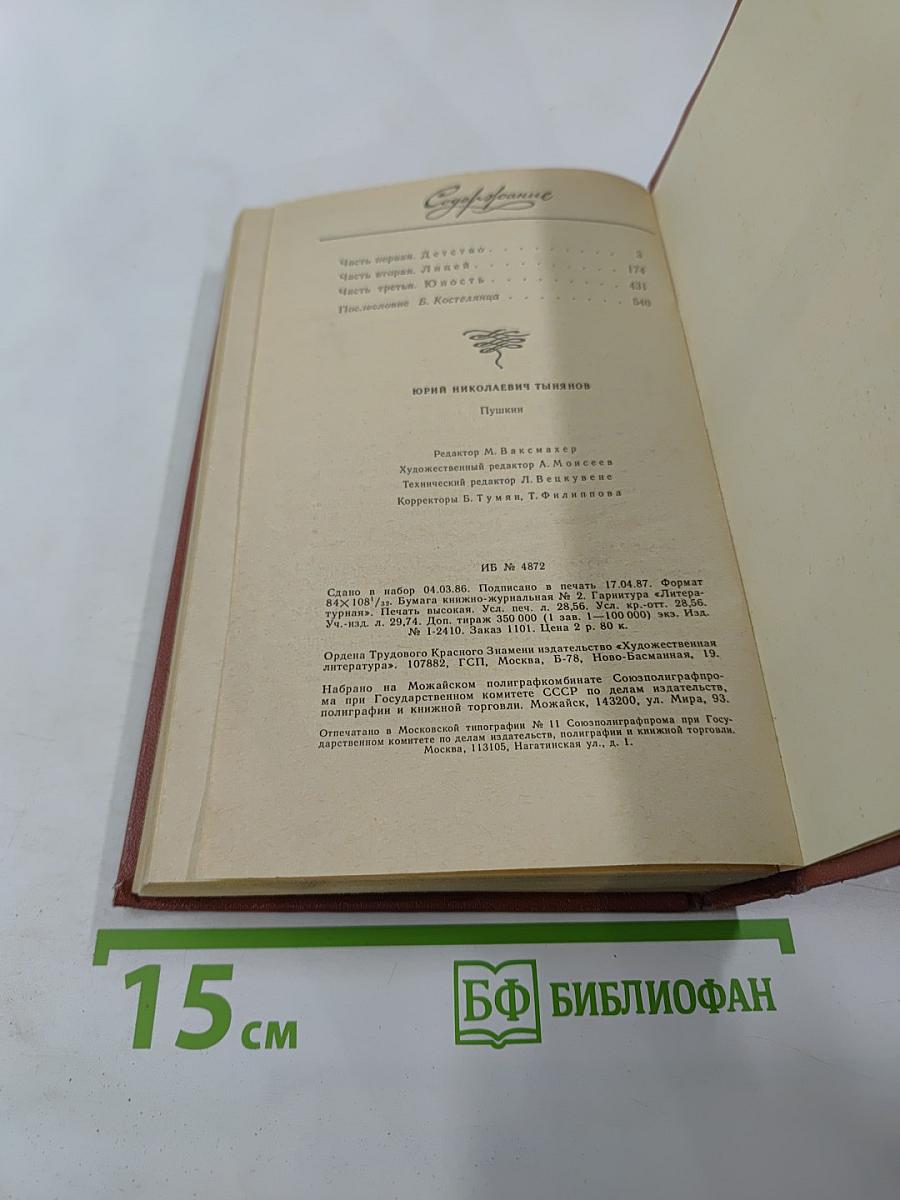 Содержание
Часть первая. Детство . . . . . . . . . . 3
Часть вторая. Лицей . . . . . . . . . . 174
Часть третья. Юность . . . . . . . . . . 431
Послесловие Б. Костелянца . . . . . . . . 540
ЮРИЙ НИКОЛАЕВИЧ ТЫНЯНОВ
Пушкин
Редактор М. Ваксмахер
Художественный редактор А. Моисеев
Технический редактор Л. Вецкувене
Корректоры Б. Тумян, Т. Филиппова
ИБ № 4872
Сдано в набор 04.03.86. Подписано в печать 17.04.87. Формат
84×108¹/₃₂. Бумага книжно-журнальная № 2. Гарнитура «Литера-
турная». Печать высокая. Усл. печ. л. 28,56. Усл. кр.-отт. 28,56.
Уч.-изд. л. 29,74. Доп. тираж 350 000 (1 зав. 1—100 000) экз. Изд.
№ I-2410. Заказ 1101. Цена 2 р. 80 к.
Ордена Трудового Красного Знамени издательство «Художественная
литература». 107882, ГСП, Москва, Б-78, Ново-Басманная, 19.
Набрано на Можайском полиграфкомбинате Союзполиграфпро-
ма при Государственном комитете СССР по делам издательств,
полиграфии и книжной торговли. Можайск, 143200, ул. Мира, 93.
Отпечатано в Московской типографии № 11 Союзполиграфпрома при Госу-
дарственном комитете по делам издательств, полиграфии и книжной торговли.
Москва, 113105, Нагатинская ул., д. 1.
15 см
БФ БИБЛИОФАН